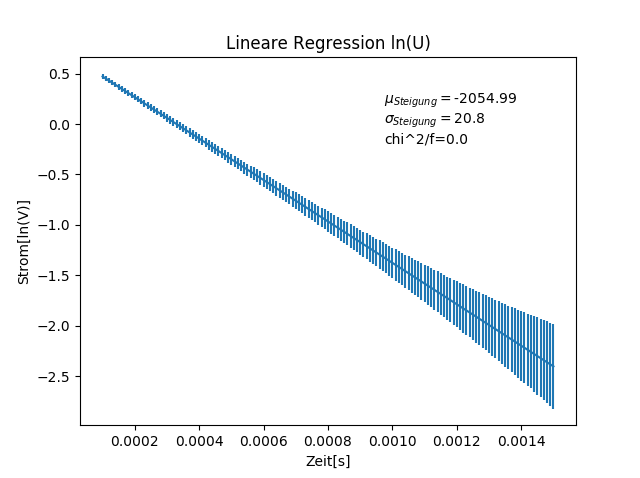 Lineare Regression ln(U)
μSteigung = -2054.99
σSteigung = 20.8
chi^2/f=0.0
Strom[ln(V)]
0.5
0.0
−0.5
−1.0
−1.5
−2.0
−2.5
0.0002 0.0004 0.0006 0.0008 0.0010 0.0012 0.0014
Zeit[s]